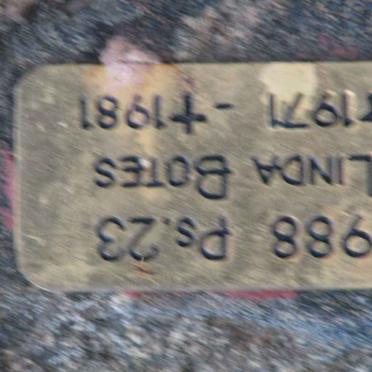 988 Ps.23
LINDA BOTES
*1971 - †1981